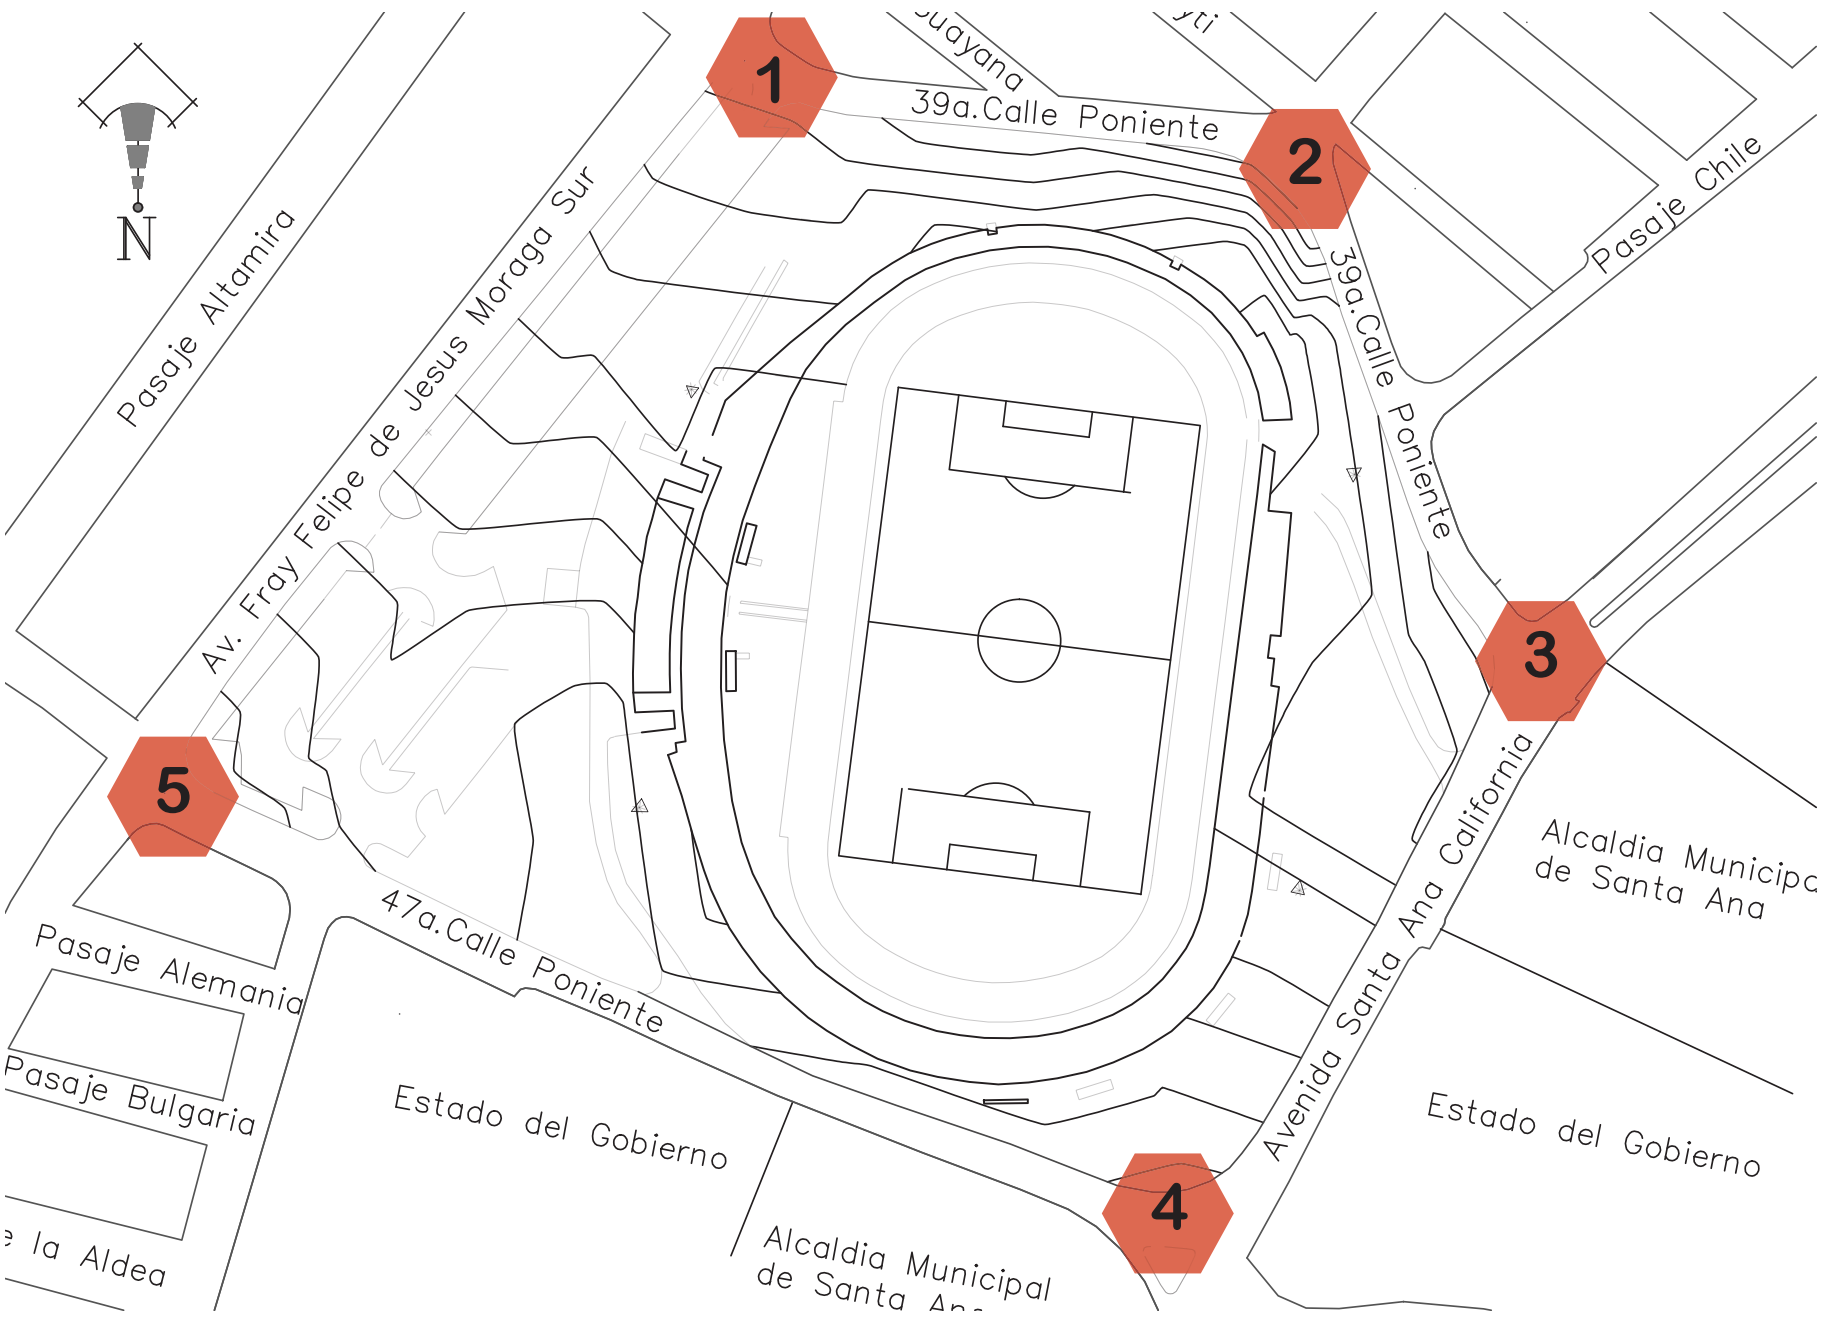 1
39a.Calle Poniente
2
Pasaje Chile
N
Pasaje Altamira
Av. Fray Felipe de Jesus Moraga Sur
39a.Calle Poniente
3
5
Alcaldia Municipa
de Santa Ana
Avenida Santa Ana California
47a.Calle Poniente
Pasaje Alemania
Pasaje Bulgaria
Estado del Gobierno
Estado del Gobierno
4
la Aldea
Alcaldia Municipal
de Santa